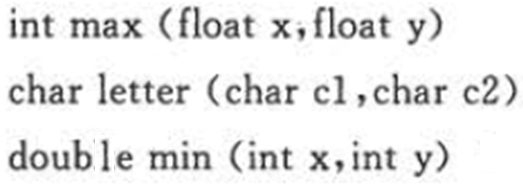 int max (float x,float y)
char letter (char c1,char c2)
double min (int x,int y)